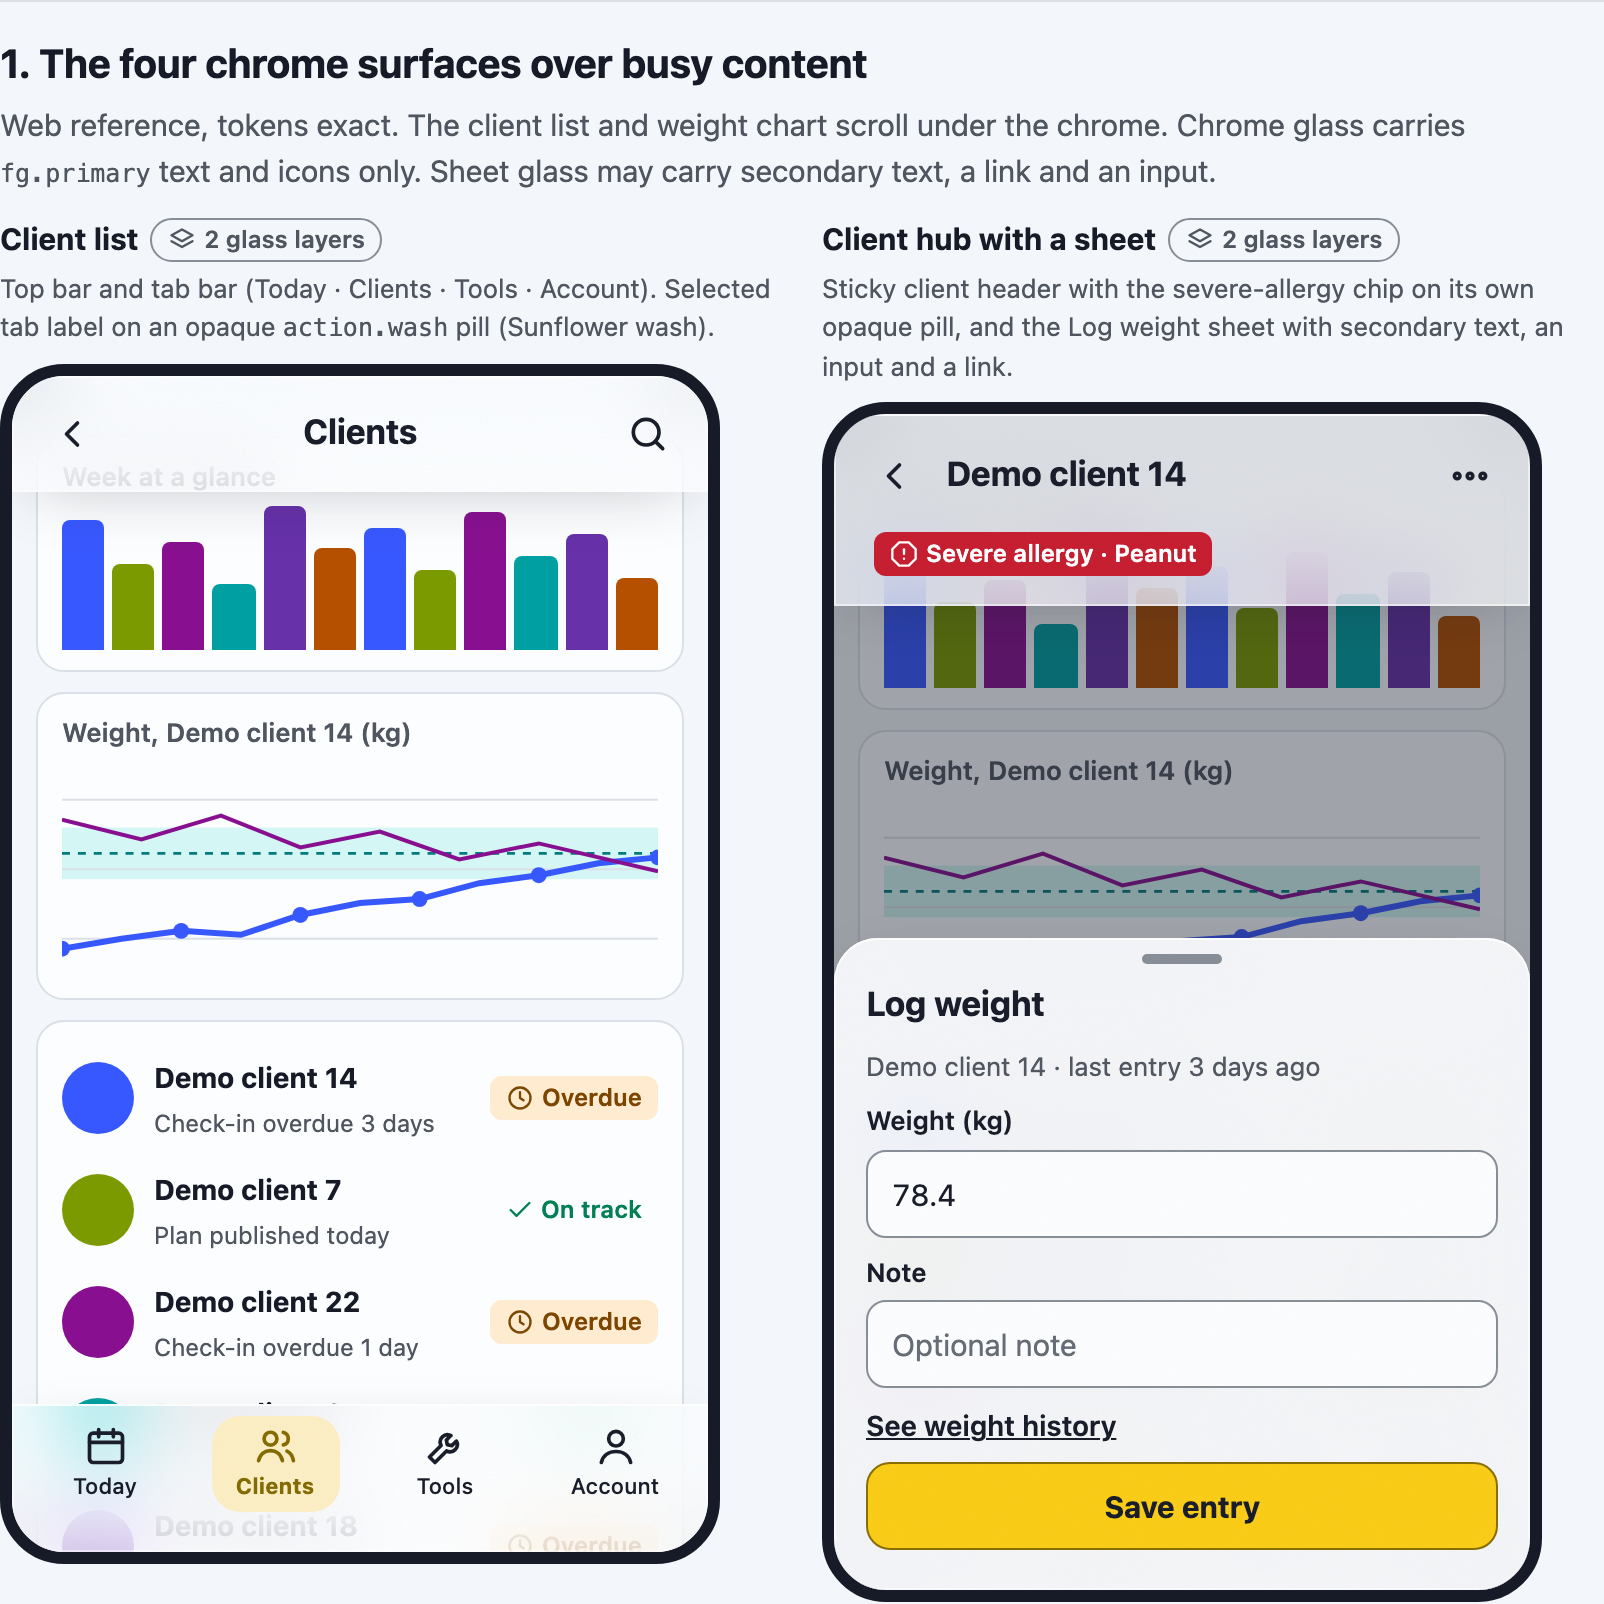 1. The four chrome surfaces over busy content
Web reference, tokens exact. The client list and weight chart scroll under the chrome. Chrome glass carries
fg.primary text and icons only. Sheet glass may carry secondary text, a link and an input.
Client list
2 glass layers
Top bar and tab bar (Today · Clients · Tools · Account). Selected
tab label on an opaque action.wash pill (Sunflower wash).
Clients
Week at a glance
Weight, Demo client 14 (kg)
Demo client 14
Check-in overdue 3 days
Overdue
Demo client 7
Plan published today
On track
Demo client 22
Check-in overdue 1 day
Overdue
Today
Clients
Tools
Account
Demo client 18
Overdue
Client hub with a sheet
2 glass layers
Sticky client header with the severe-allergy chip on its own
opaque pill, and the Log weight sheet with secondary text, an
input and a link.
Demo client 14
Severe allergy · Peanut
Weight, Demo client 14 (kg)
Log weight
Demo client 14 · last entry 3 days ago
Weight (kg)
78.4
Note
Optional note
See weight history
Save entry